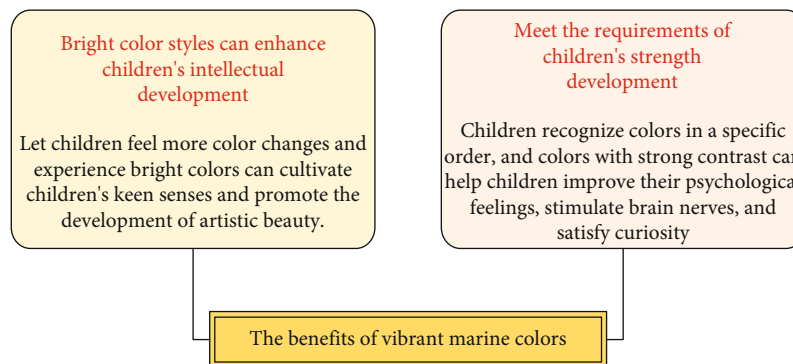 Bright color styles can enhance
children's intellectual
development
Let children feel more color changes and
experience bright colors can cultivate
children's keen senses and promote the
development of artistic beauty.
Meet the requirements of
children's strength
development
Children recognize colors in a specific
order, and colors with strong contrast can
help children improve their psychological
feelings, stimulate brain nerves, and
satisfy curiosity
The benefits of vibrant marine colors